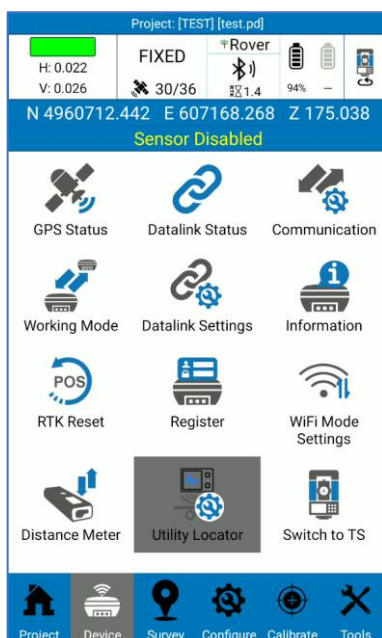 Project: [TEST] [test.pd]
H: 0.022
V: 0.026
FIXED
30/36
Rover
1.4
94%
--
N 4960712.442 E 607168.268 Z 175.038
Sensor Disabled
GPS Status
Datalink Status
Communication
Working Mode
Datalink Settings
Information
POS
RTK Reset
Register
WiFi Mode
Settings
Distance Meter
Utility Locator
Switch to TS
Project
Device
Survey
Configure
Calibrate
Tools